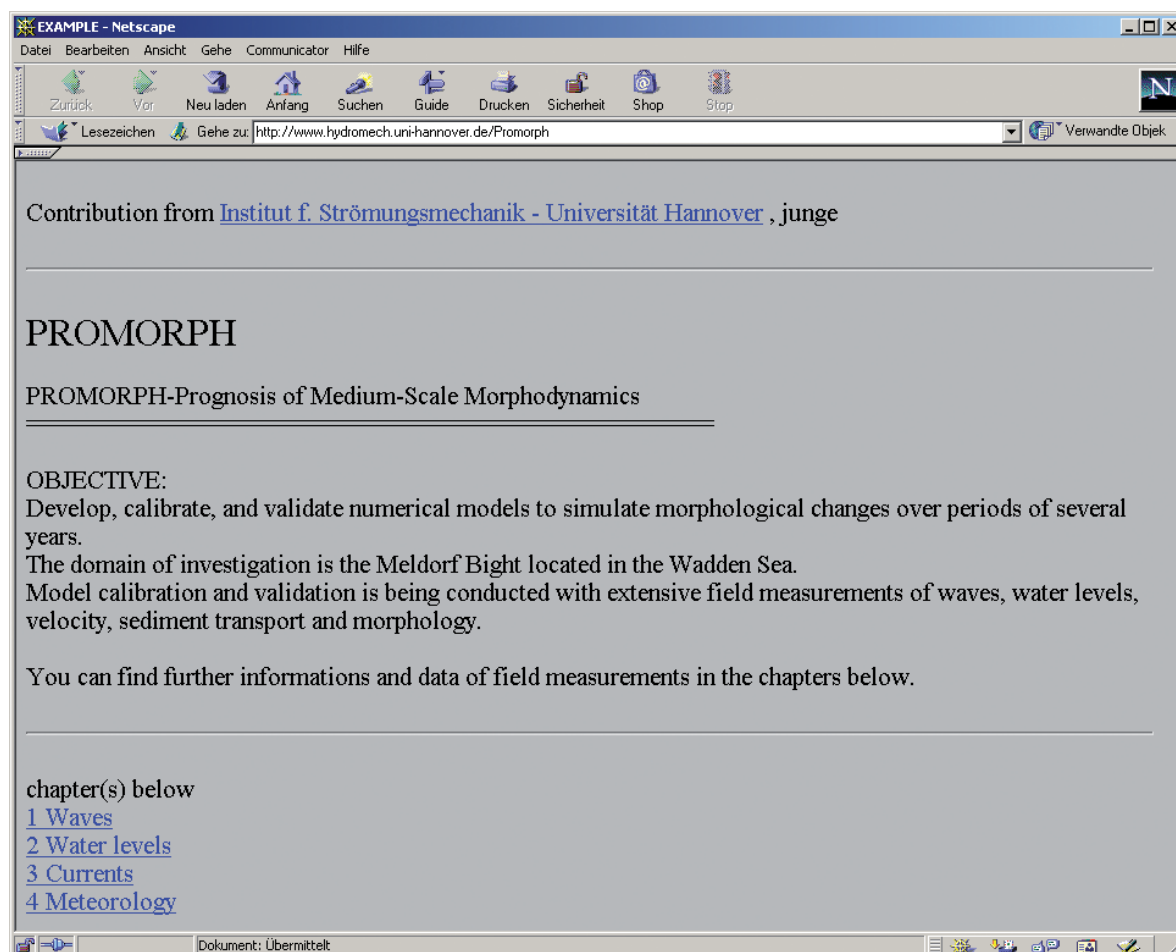 EXAMPLE - Netscape
Datei Bearbeiten Ansicht Gehe Communicator Hilfe
Zurück Vor Neu laden Anfang Suchen Guide Drucken Sicherheit Shop Stop
N
Lesezeichen Gehe zu: http://www.hydromech.uni-hannover.de/Promorph Verwandte Objek
Contribution from Institut f. Strömungsmechanik - Universität Hannover , junge
PROMORPH
PROMORPH-Prognosis of Medium-Scale Morphodynamics
OBJECTIVE:
Develop, calibrate, and validate numerical models to simulate morphological changes over periods of several
years.
The domain of investigation is the Meldorf Bight located in the Wadden Sea.
Model calibration and validation is being conducted with extensive field measurements of waves, water levels,
velocity, sediment transport and morphology.
You can find further informations and data of field measurements in the chapters below.
chapter(s) below
1 Waves
2 Water levels
3 Currents
4 Meteorology
Dokument: Übermittelt